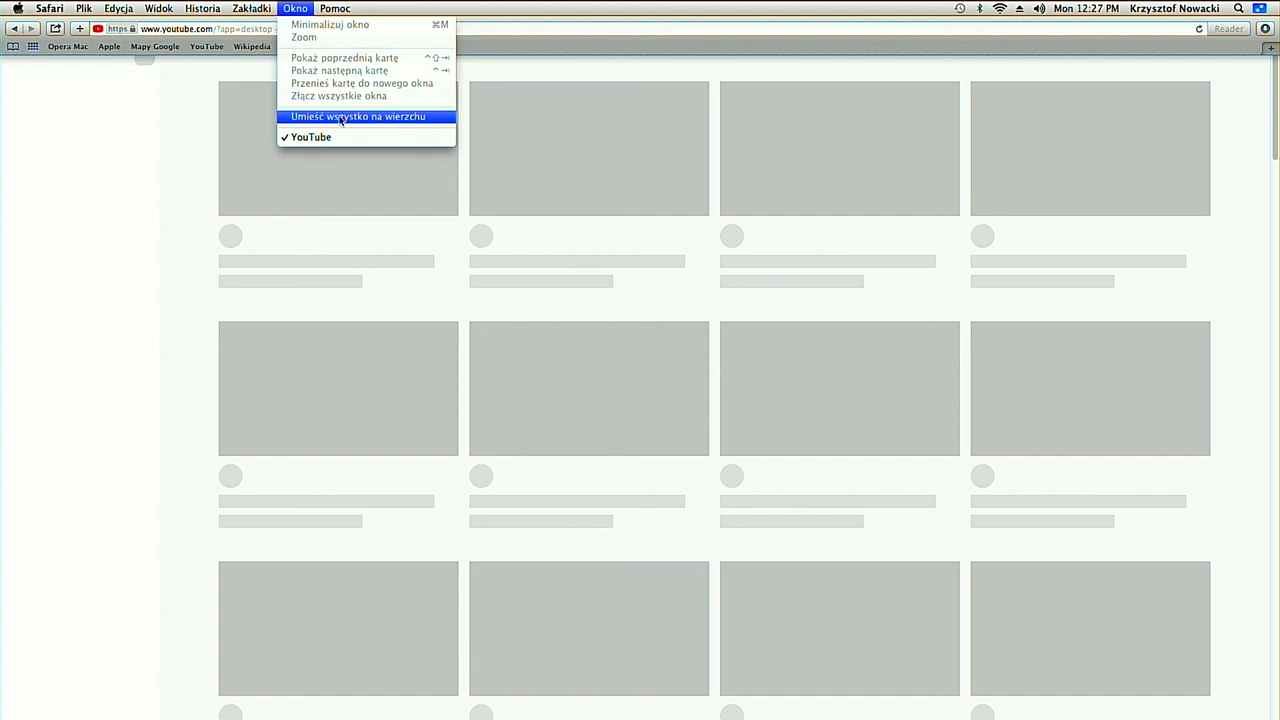 Safari Plik Edycja Widok Historia Zakładki Okno Pomoc Mon 12:27 PM Krzysztof Nowacki
https www.youtube.com/?app=desktop Reader
Opera Mac Apple Mapy Google YouTube Wikipedia
Minimalizuj okno ⌘M
Zoom
Pokaż poprzednią kartę ⌃⇧⇥
Pokaż następną kartę ⌃⇥
Przenieś kartę do nowego okna
Złącz wszystkie okna
Umieść wszystko na wierzchu
✓ YouTube